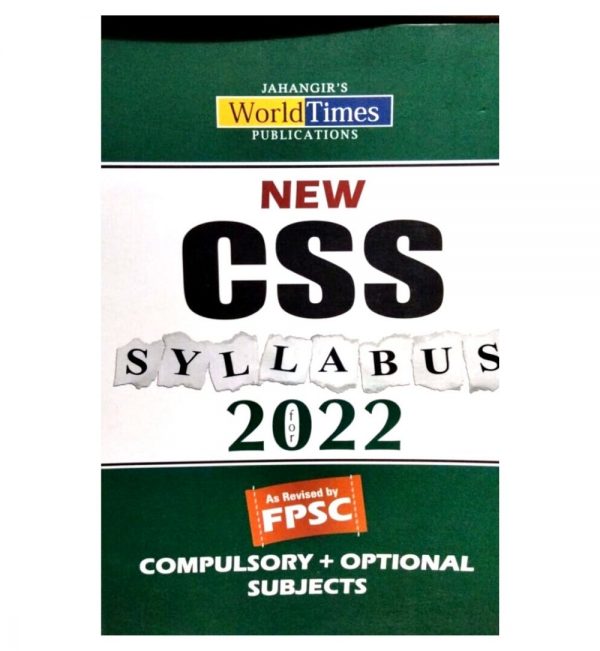 JAHANGIR'S
WorldTimes
PUBLICATIONS
NEW
CSS
SYLLABUS
for
2022
As Revised by
FPSC
COMPULSORY + OPTIONAL
SUBJECTS